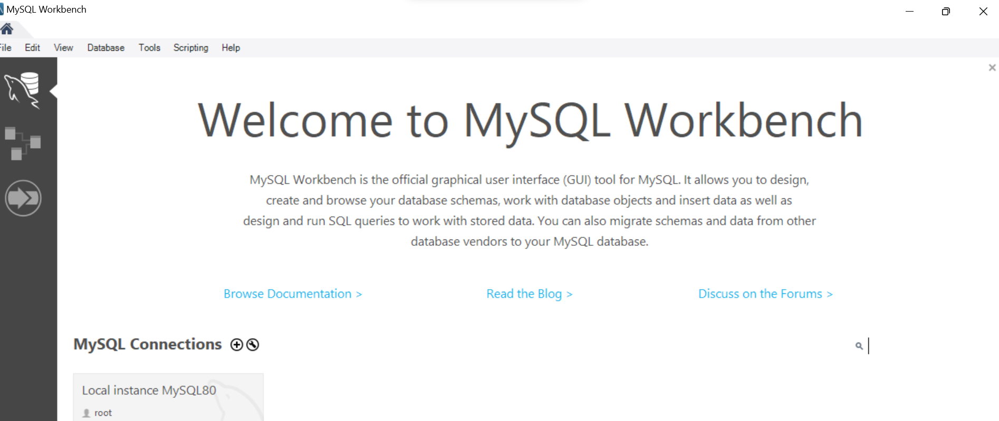 MySQL Workbench
File Edit View Database Tools Scripting Help
Welcome to MySQL Workbench
MySQL Workbench is the official graphical user interface (GUI) tool for MySQL. It allows you to design,
create and browse your database schemas, work with database objects and insert data as well as
design and run SQL queries to work with stored data. You can also migrate schemas and data from other
database vendors to your MySQL database.
Browse Documentation >
Read the Blog >
Discuss on the Forums >
MySQL Connections
Local instance MySQL80
root